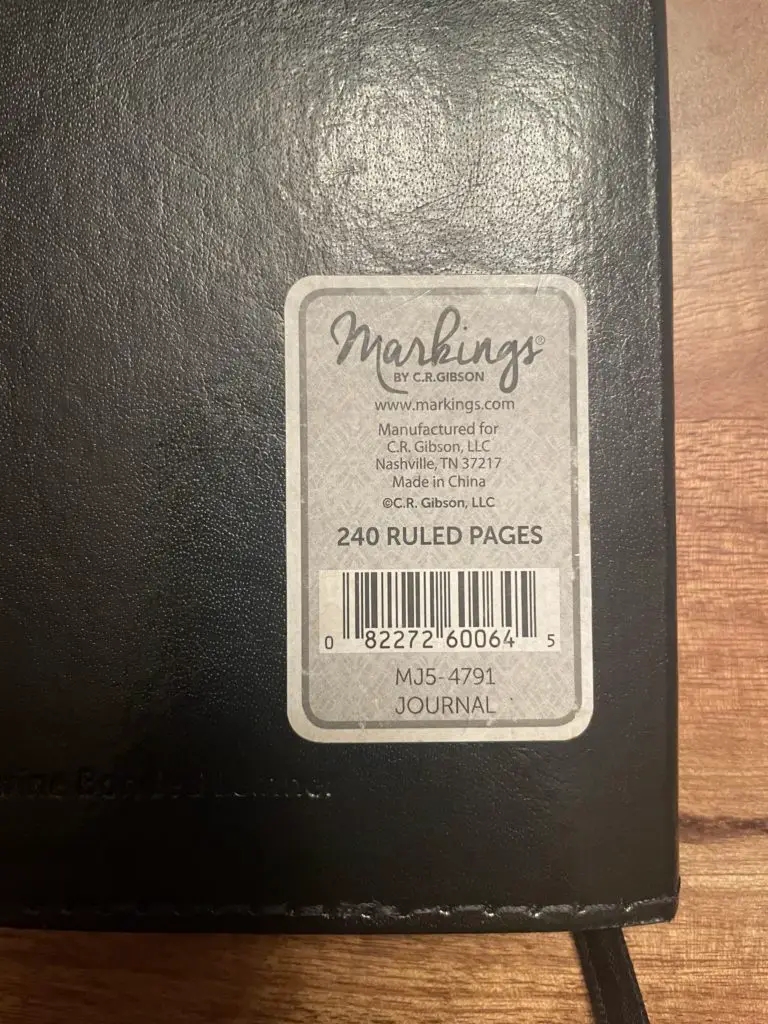 Markings®
BY C.R.GIBSON
www.markings.com
Manufactured for
C.R. Gibson, LLC
Nashville, TN 37217
Made in China
©C.R. Gibson, LLC
240 RULED PAGES
0 82272 60064 5
MJ5-4791
JOURNAL